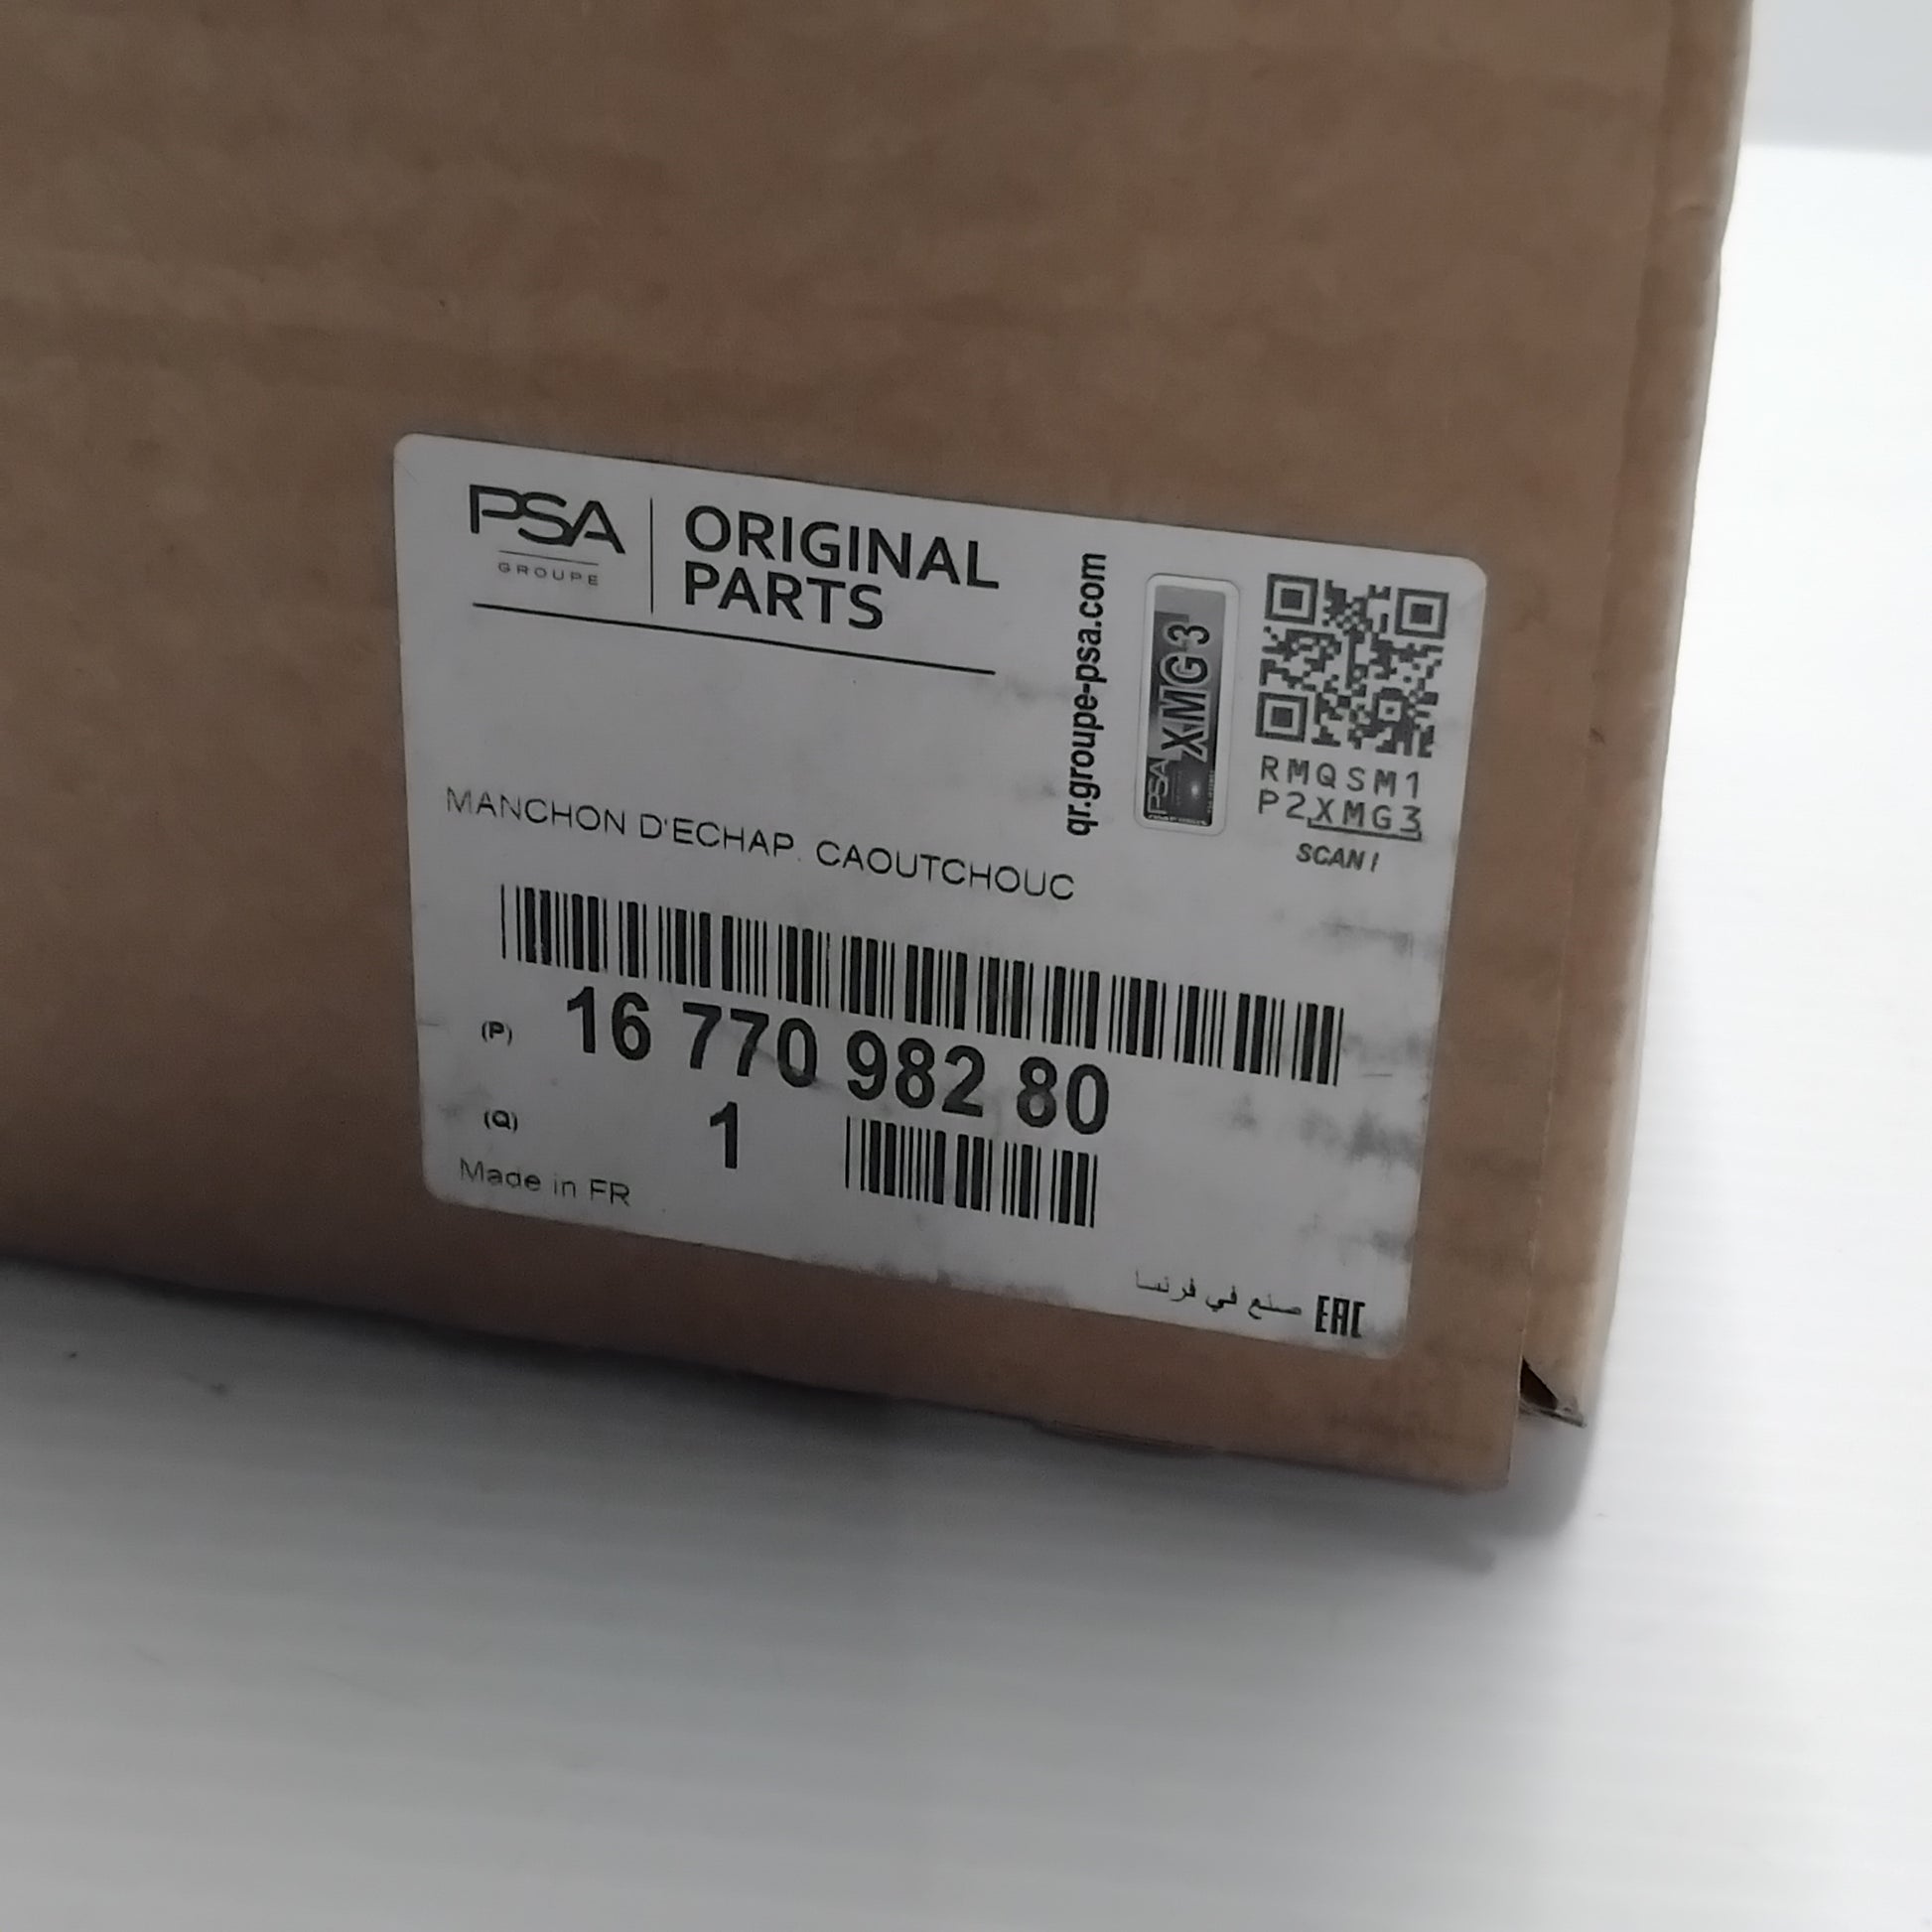 PSA
GROUPE
ORIGINAL
PARTS
qr.groupe-psa.com
PSA
XMG3
RMQSM1
P2XMG3
SCAN!
MANCHON D'ECHAP. CAOUTCHOUC
(P) 16 770 982 80
(Q) 1
Made in FR
صنع في فرنسا
EAC